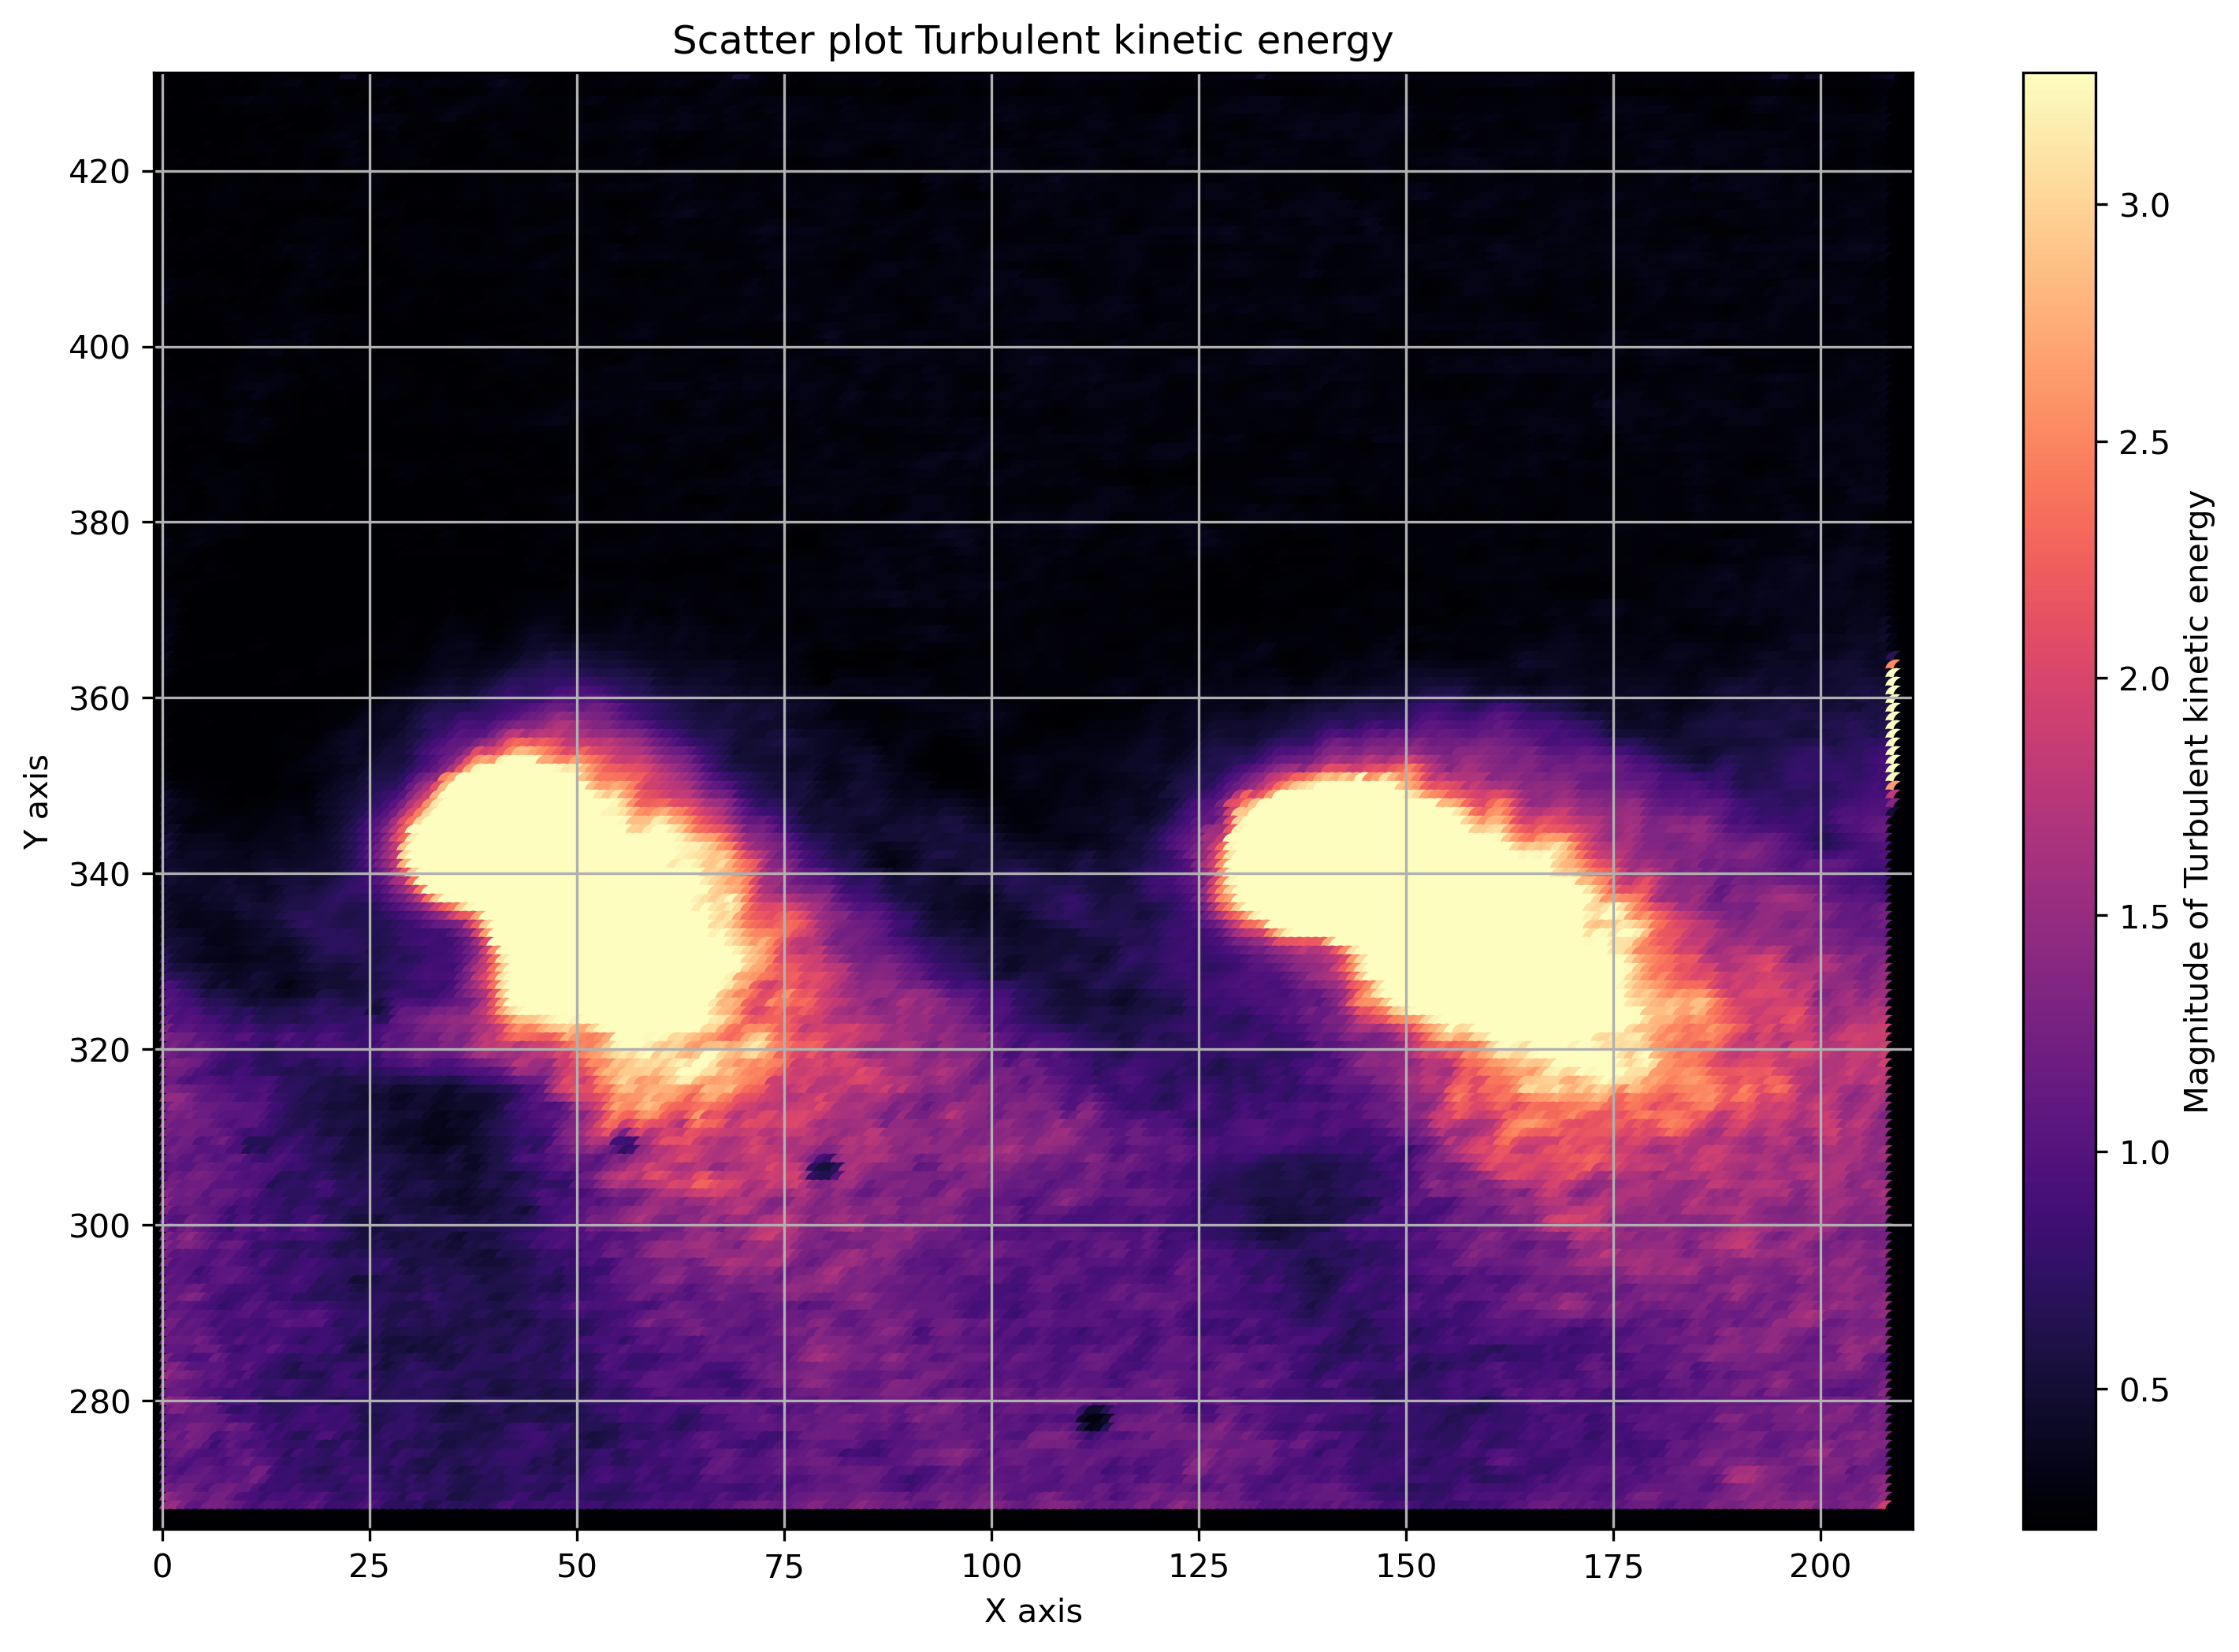 Scatter plot Turbulent kinetic energy
420
400
380
360
340
320
300
280
Y axis
0 25 50 75 100 125 150 175 200
X axis
3.0
2.5
2.0
1.5
1.0
0.5
Magnitude of Turbulent kinetic energy